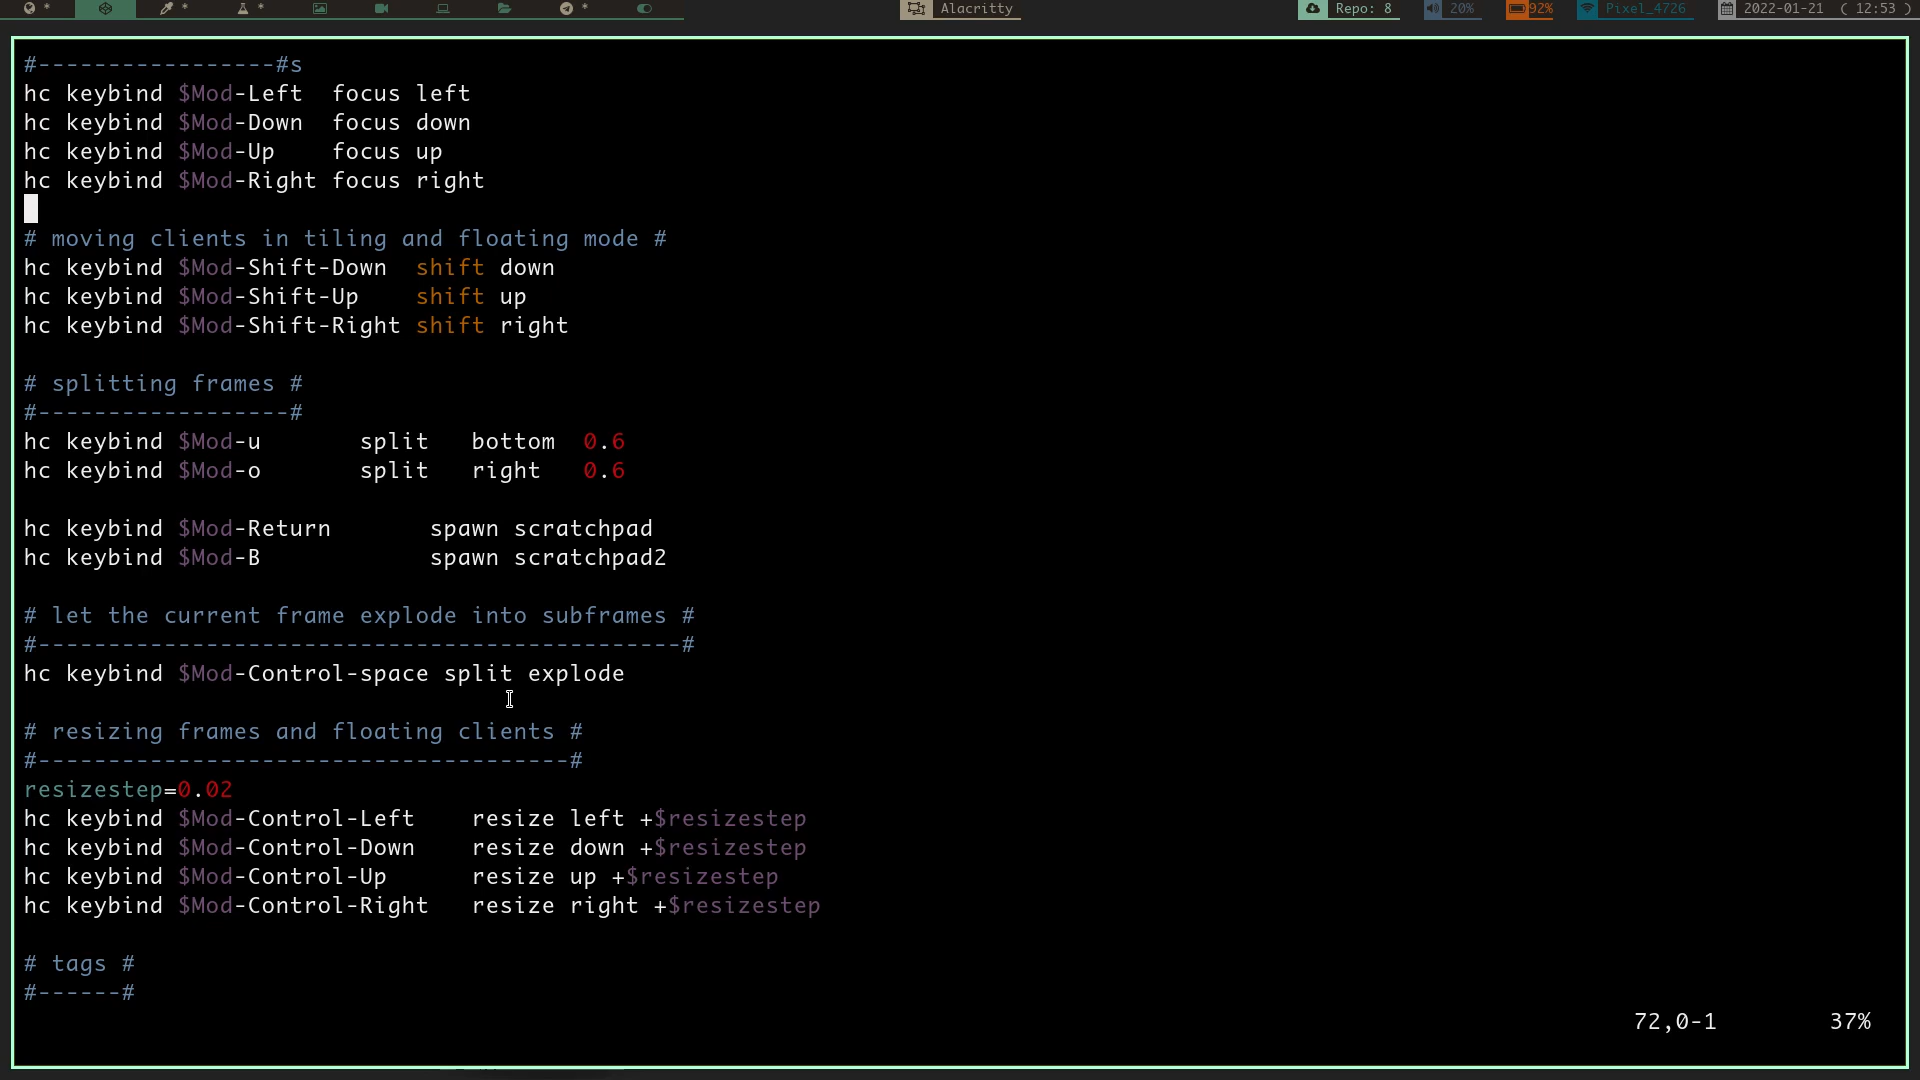 * * * *
Alacritty
Repo: 8 20% 92% Pixel_4726 2022-01-21 ( 12:53 )
#-----------------#s
hc keybind $Mod-Left  focus left
hc keybind $Mod-Down  focus down
hc keybind $Mod-Up    focus up
hc keybind $Mod-Right focus right
# moving clients in tiling and floating mode #
hc keybind $Mod-Shift-Down  shift down
hc keybind $Mod-Shift-Up    shift up
hc keybind $Mod-Shift-Right shift right
# splitting frames #
#------------------#
hc keybind $Mod-u       split   bottom  0.6
hc keybind $Mod-o       split   right   0.6
hc keybind $Mod-Return       spawn scratchpad
hc keybind $Mod-B            spawn scratchpad2
# let the current frame explode into subframes #
#----------------------------------------------#
hc keybind $Mod-Control-space split explode
# resizing frames and floating clients #
#--------------------------------------#
resizestep=0.02
hc keybind $Mod-Control-Left    resize left +$resizestep
hc keybind $Mod-Control-Down    resize down +$resizestep
hc keybind $Mod-Control-Up      resize up +$resizestep
hc keybind $Mod-Control-Right   resize right +$resizestep
# tags #
#------#
72,0-1        37%